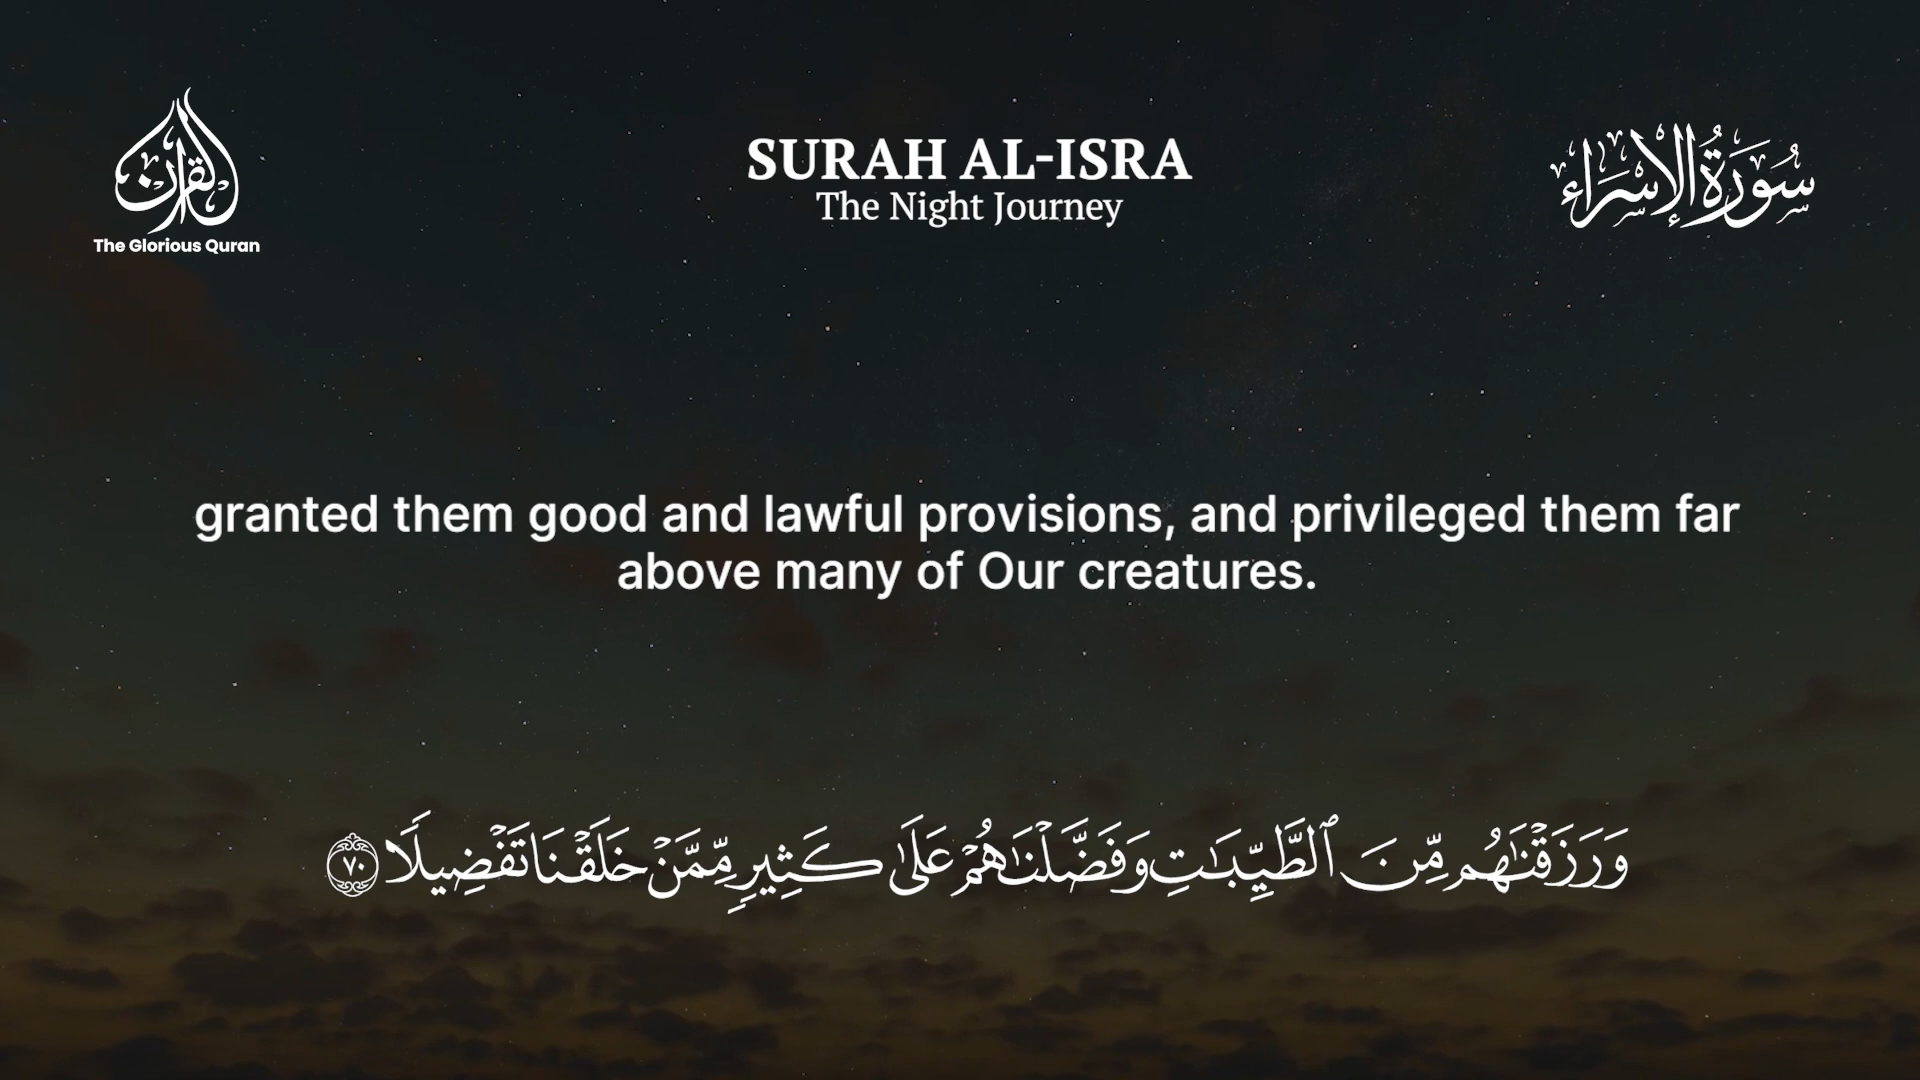 القرآن
The Glorious Quran
SURAH AL-ISRA
The Night Journey
سُورَةُ الإِسْرَاء
granted them good and lawful provisions, and privileged them far
above many of Our creatures.
وَرَزَقْنَٰهُم مِّنَ ٱلطَّيِّبَٰتِ وَفَضَّلْنَٰهُمْ عَلَىٰ كَثِيرٍ مِّمَّنْ خَلَقْنَا تَفْضِيلًا ٧٠